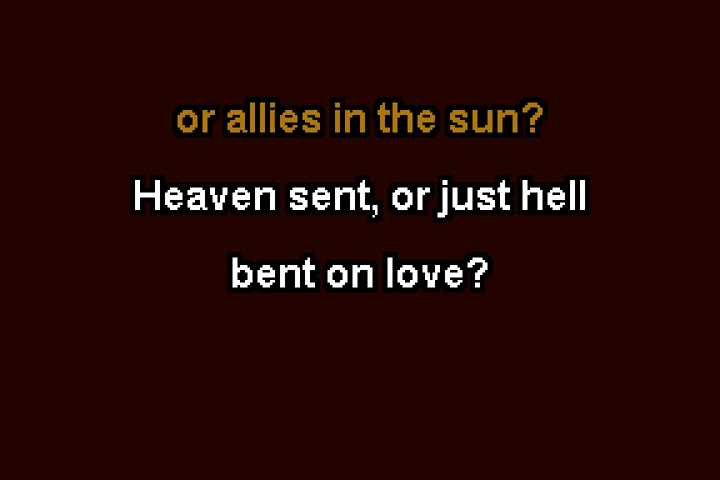 or allies in the sun?
Heaven sent, or just hell
bent on love?